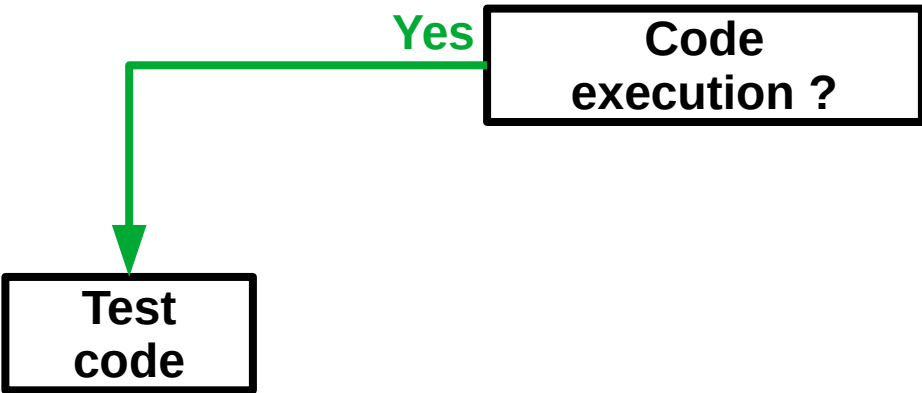 Yes
Code
execution ?
Test
code